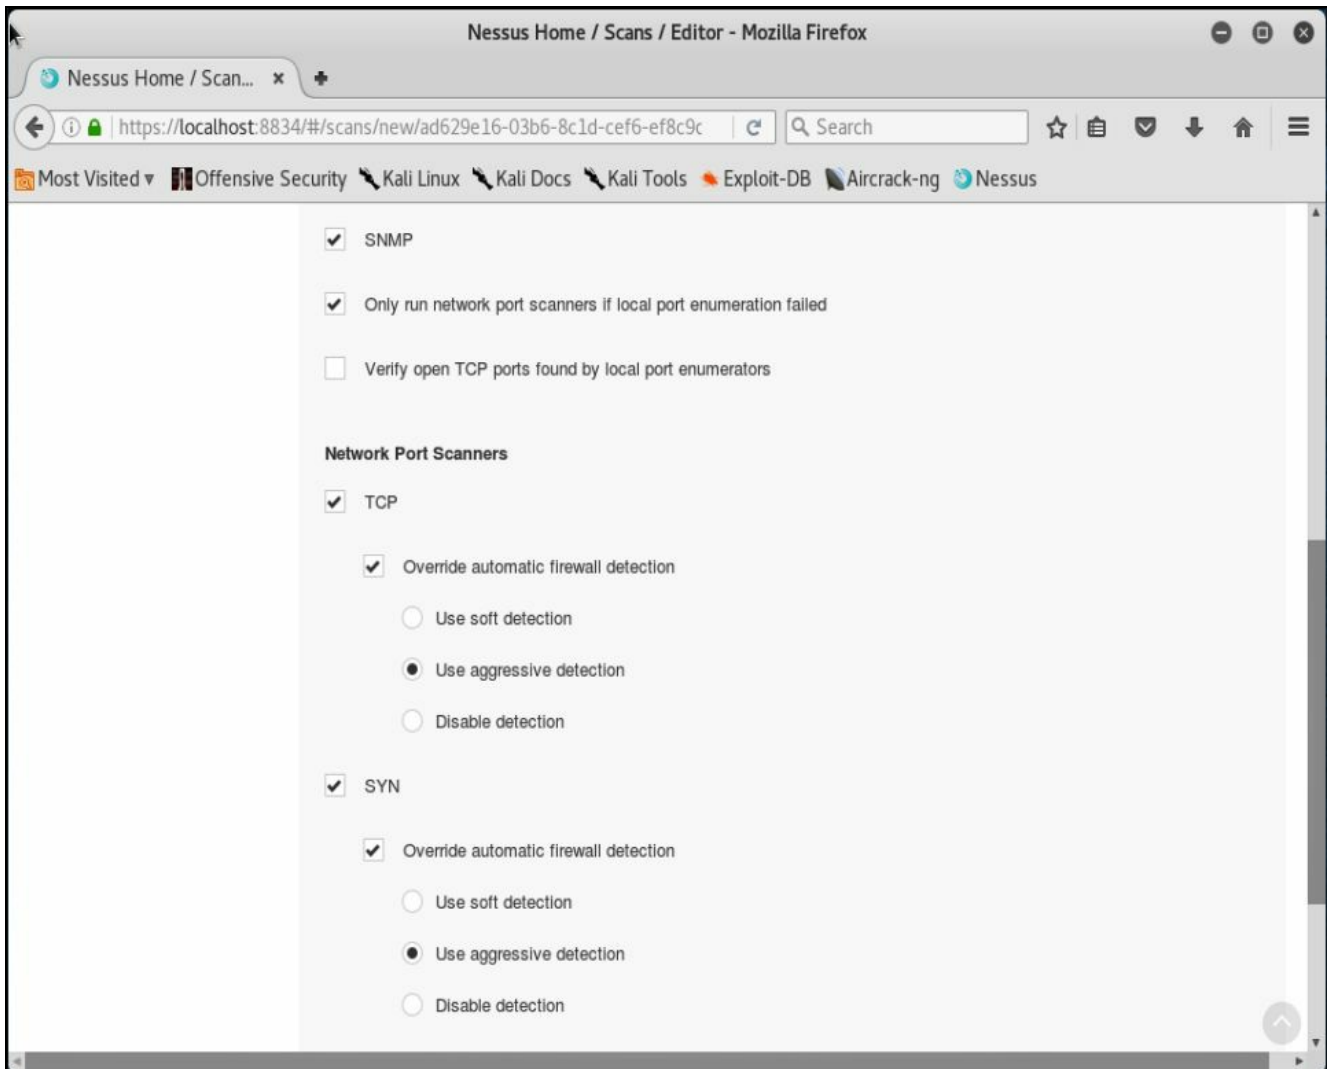 Nessus Home / Scans / Editor - Mozilla Firefox
Nessus Home / Scan...
https://localhost:8834/#/scans/new/ad629e16-03b6-8c1d-cef6-ef8c9c
Search
Most Visited
Offensive Security
Kali Linux
Kali Docs
Kali Tools
Exploit-DB
Aircrack-ng
Nessus
SNMP
Only run network port scanners if local port enumeration failed
Verify open TCP ports found by local port enumerators
Network Port Scanners
TCP
Override automatic firewall detection
Use soft detection
Use aggressive detection
Disable detection
SYN
Override automatic firewall detection
Use soft detection
Use aggressive detection
Disable detection